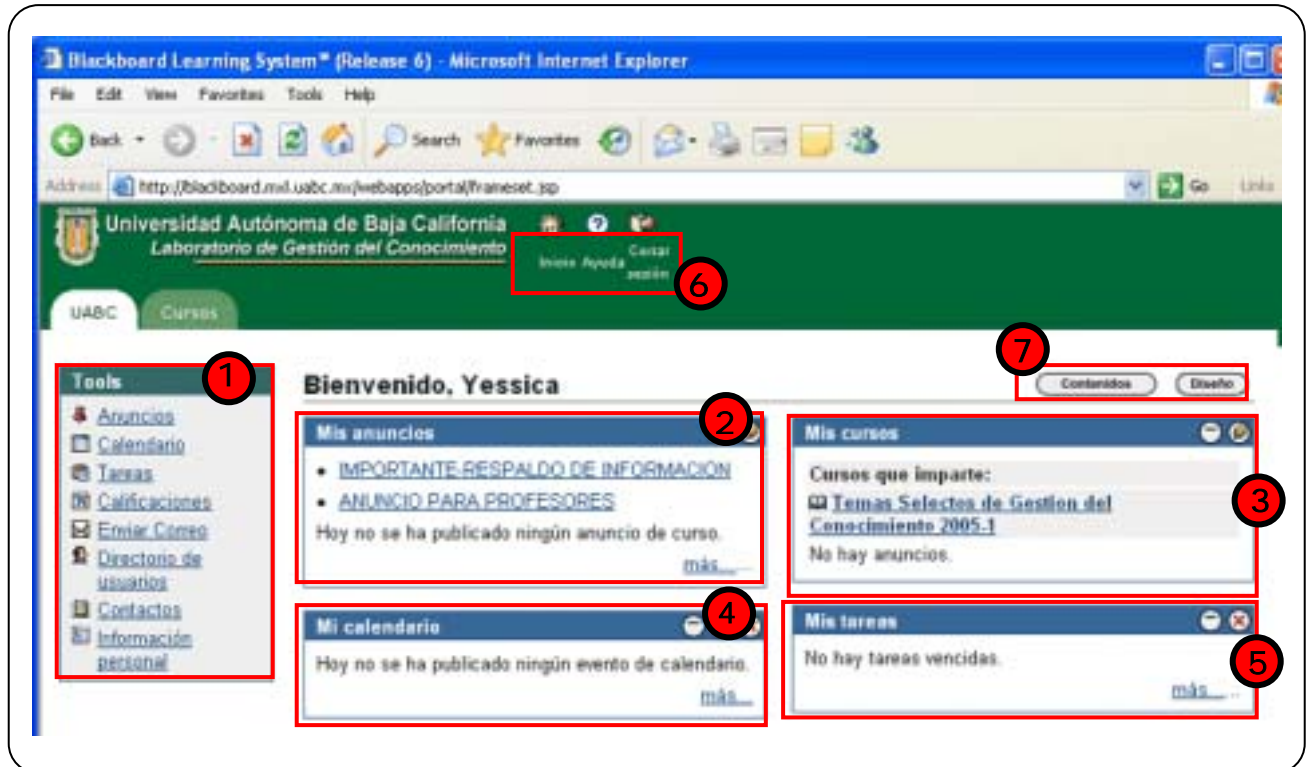 Blackboard Learning System™ (Release 6) - Microsoft Internet Explorer
File Edit View Favorites Tools Help
Back Search Favorites
Address http://blackboard.mxl.uabc.mx/webapps/portal/frameset.jsp Go Links
Universidad Autónoma de Baja California
Laboratorio de Gestión del Conocimiento
Inicio Ayuda Cerrar sesión
6
UABC Cursos
7
Tools
1
Bienvenido, Yessica
Contenidos Diseño
Anuncios
Calendario
Tareas
Calificaciones
Enviar Correo
Directorio de
usuarios
Contactos
Información
personal
2
Mis anuncios
• IMPORTANTE-RESPALDO DE INFORMACION
• ANUNCIO PARA PROFESORES
Hoy no se ha publicado ningún anuncio de curso.
más...
Mis cursos
Cursos que imparte:
3
Temas Selectos de Gestion del
Conocimiento 2005-1
No hay anuncios.
4
Mi calendario
Hoy no se ha publicado ningún evento de calendario.
más...
Mis tareas
No hay tareas vencidas.
5
más...